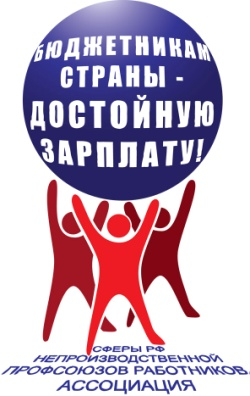 БЮДЖЕТНИКАМ
СТРАНЫ -
ДОСТОЙНУЮ
ЗАРПЛАТУ!
СФЕРЫ РФ
НЕПРОИЗВОДСТВЕННОЙ
ПРОФСОЮЗОВ РАБОТНИКОВ
АССОЦИАЦИЯ